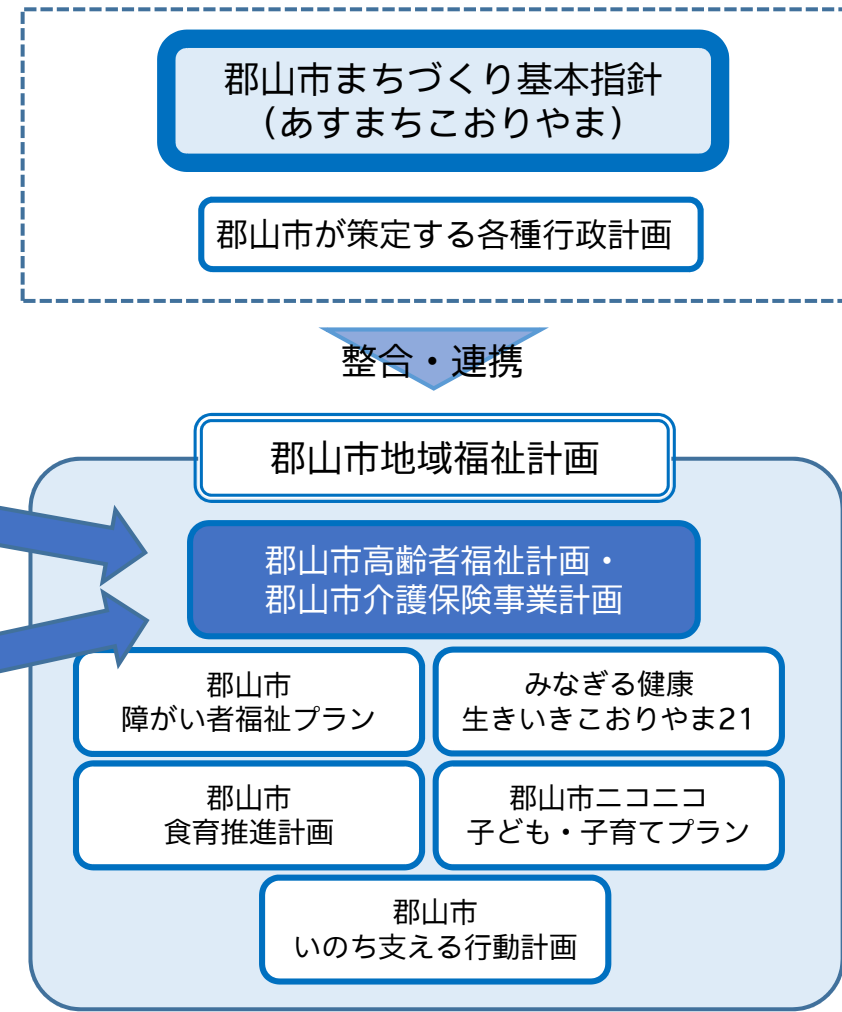 郡山市まちづくり基本指針
（あすまちこおりやま）
郡山市が策定する各種行政計画
整合・連携
郡山市地域福祉計画
郡山市高齢者福祉計画・
郡山市介護保険事業計画
郡山市
障がい者福祉プラン
みなぎる健康
生きいきこおりやま21
郡山市
食育推進計画
郡山市ニコニコ
子ども・子育てプラン
郡山市
いのち支える行動計画